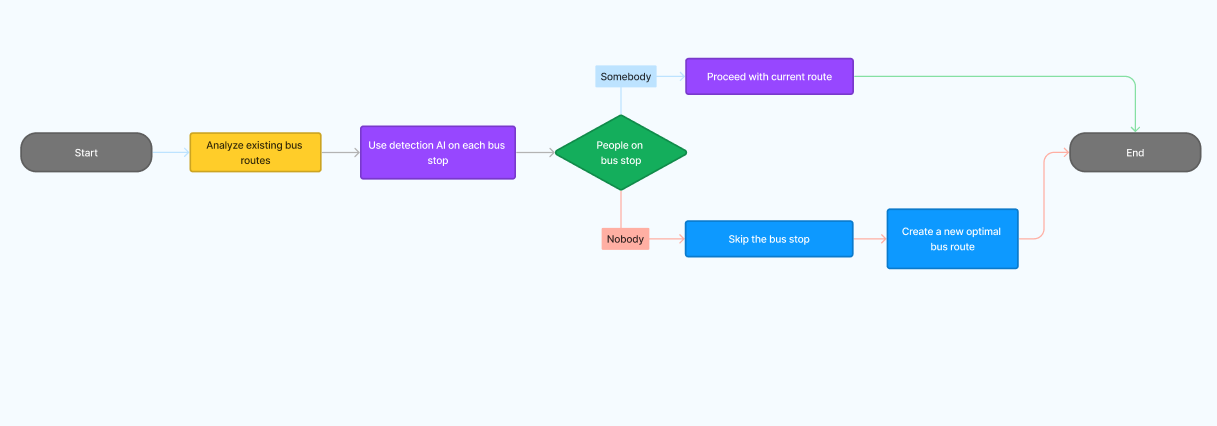 Start
Analyze existing bus
routes
Use detection AI on each bus
stop
People on
bus stop
Somebody
Proceed with current route
Nobody
Skip the bus stop
Create a new optimal
bus route
End